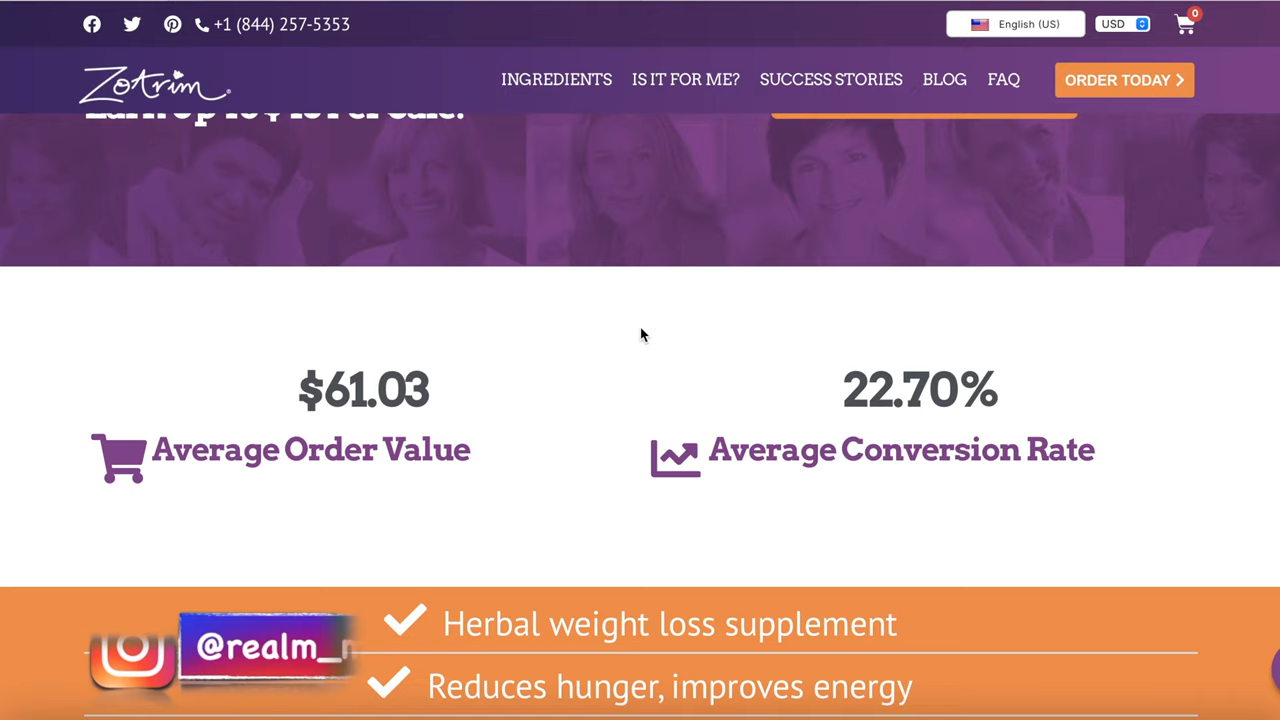 +1 (844) 257-5353
English (US)
USD
0
Zotrim
INGREDIENTS IS IT FOR ME? SUCCESS STORIES BLOG FAQ
ORDER TODAY
$61.03
Average Order Value
22.70%
Average Conversion Rate
Herbal weight loss supplement
@realm_
Reduces hunger, improves energy